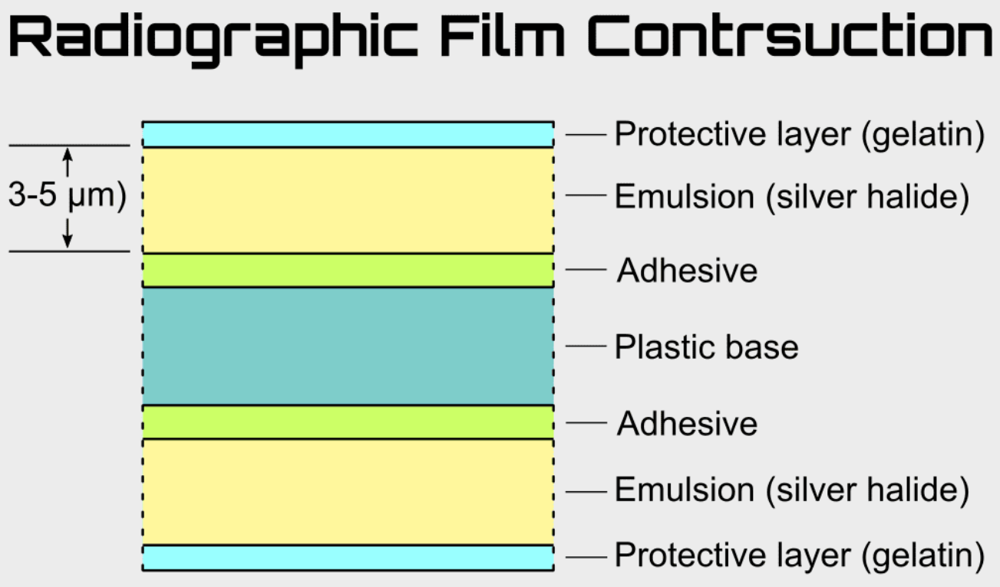 Radiographic Film Contrsuction
Protective layer (gelatin)
3-5 µm)
Emulsion (silver halide)
Adhesive
Plastic base
Adhesive
Emulsion (silver halide)
Protective layer (gelatin)